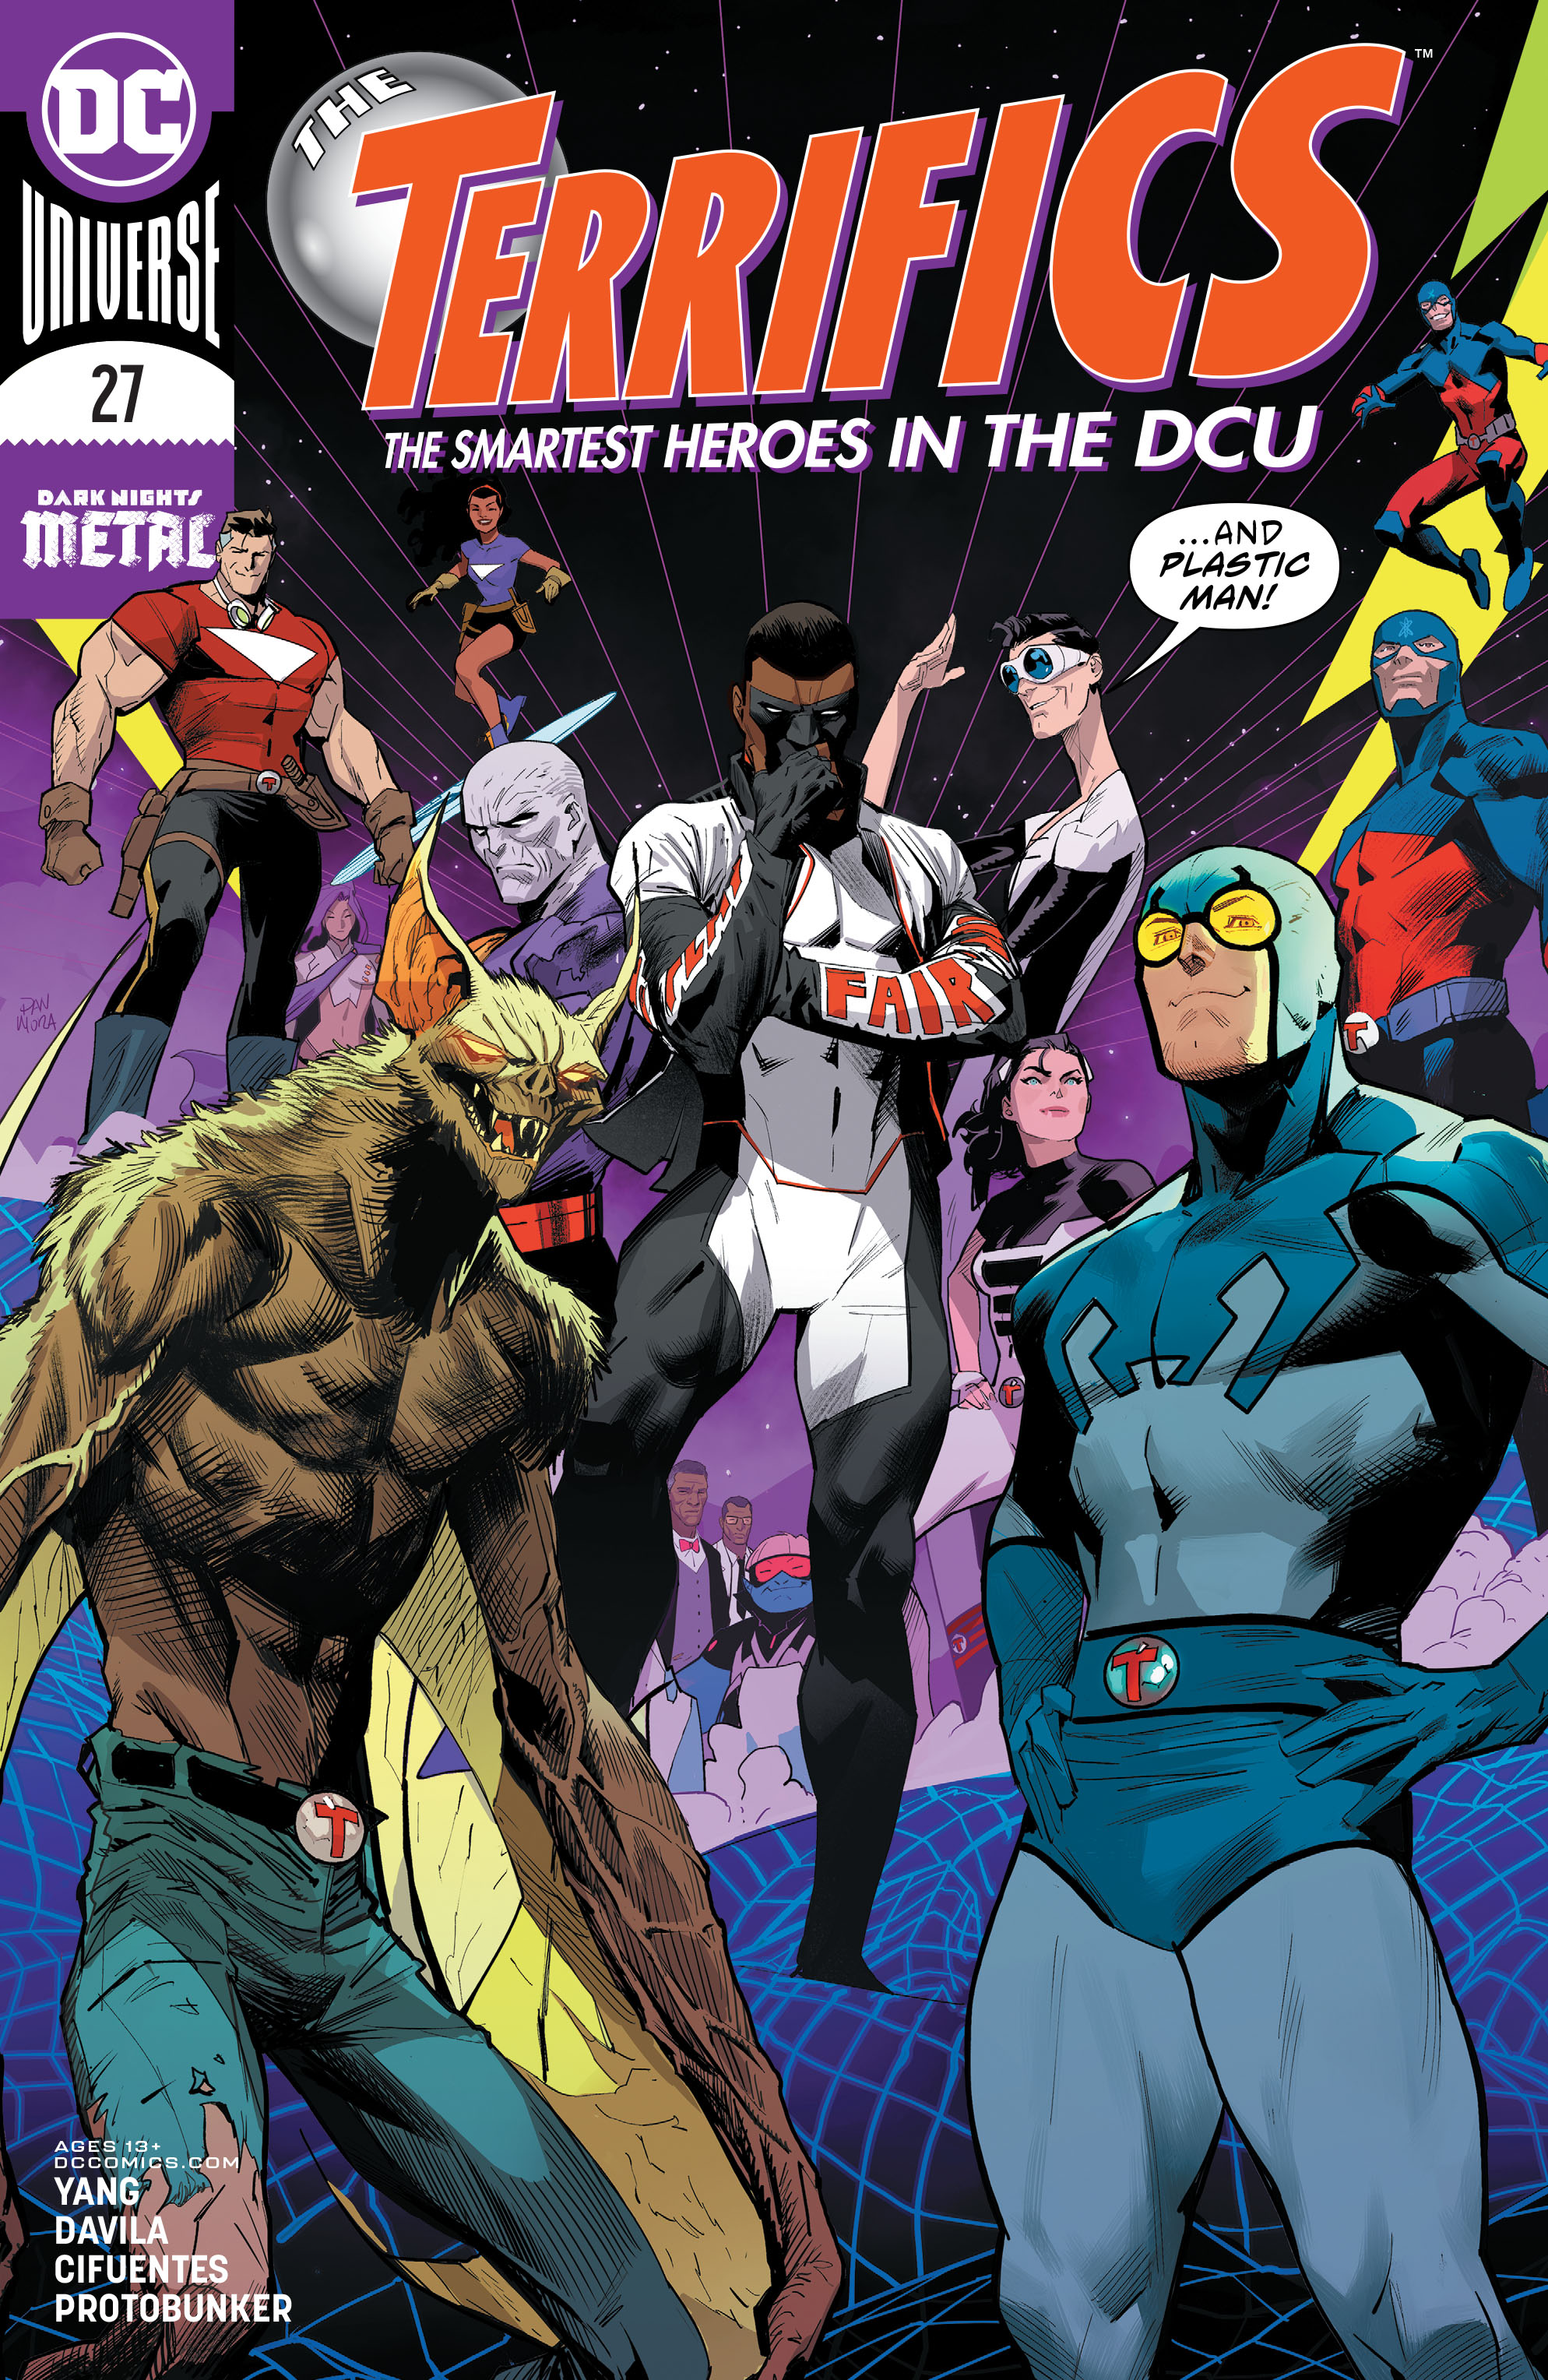 DC
UNIVERSE
27
DARK NIGHTS
METAL
THE
TERRIFICS
™
THE SMARTEST HEROES IN THE DCU
...AND
PLASTIC
MAN!
FAIR
T
T
T
T
T
DAN
MORA
AGES 13+
DCCOMICS.COM
YANG
DAVILA
CIFUENTES
PROTOBUNKER